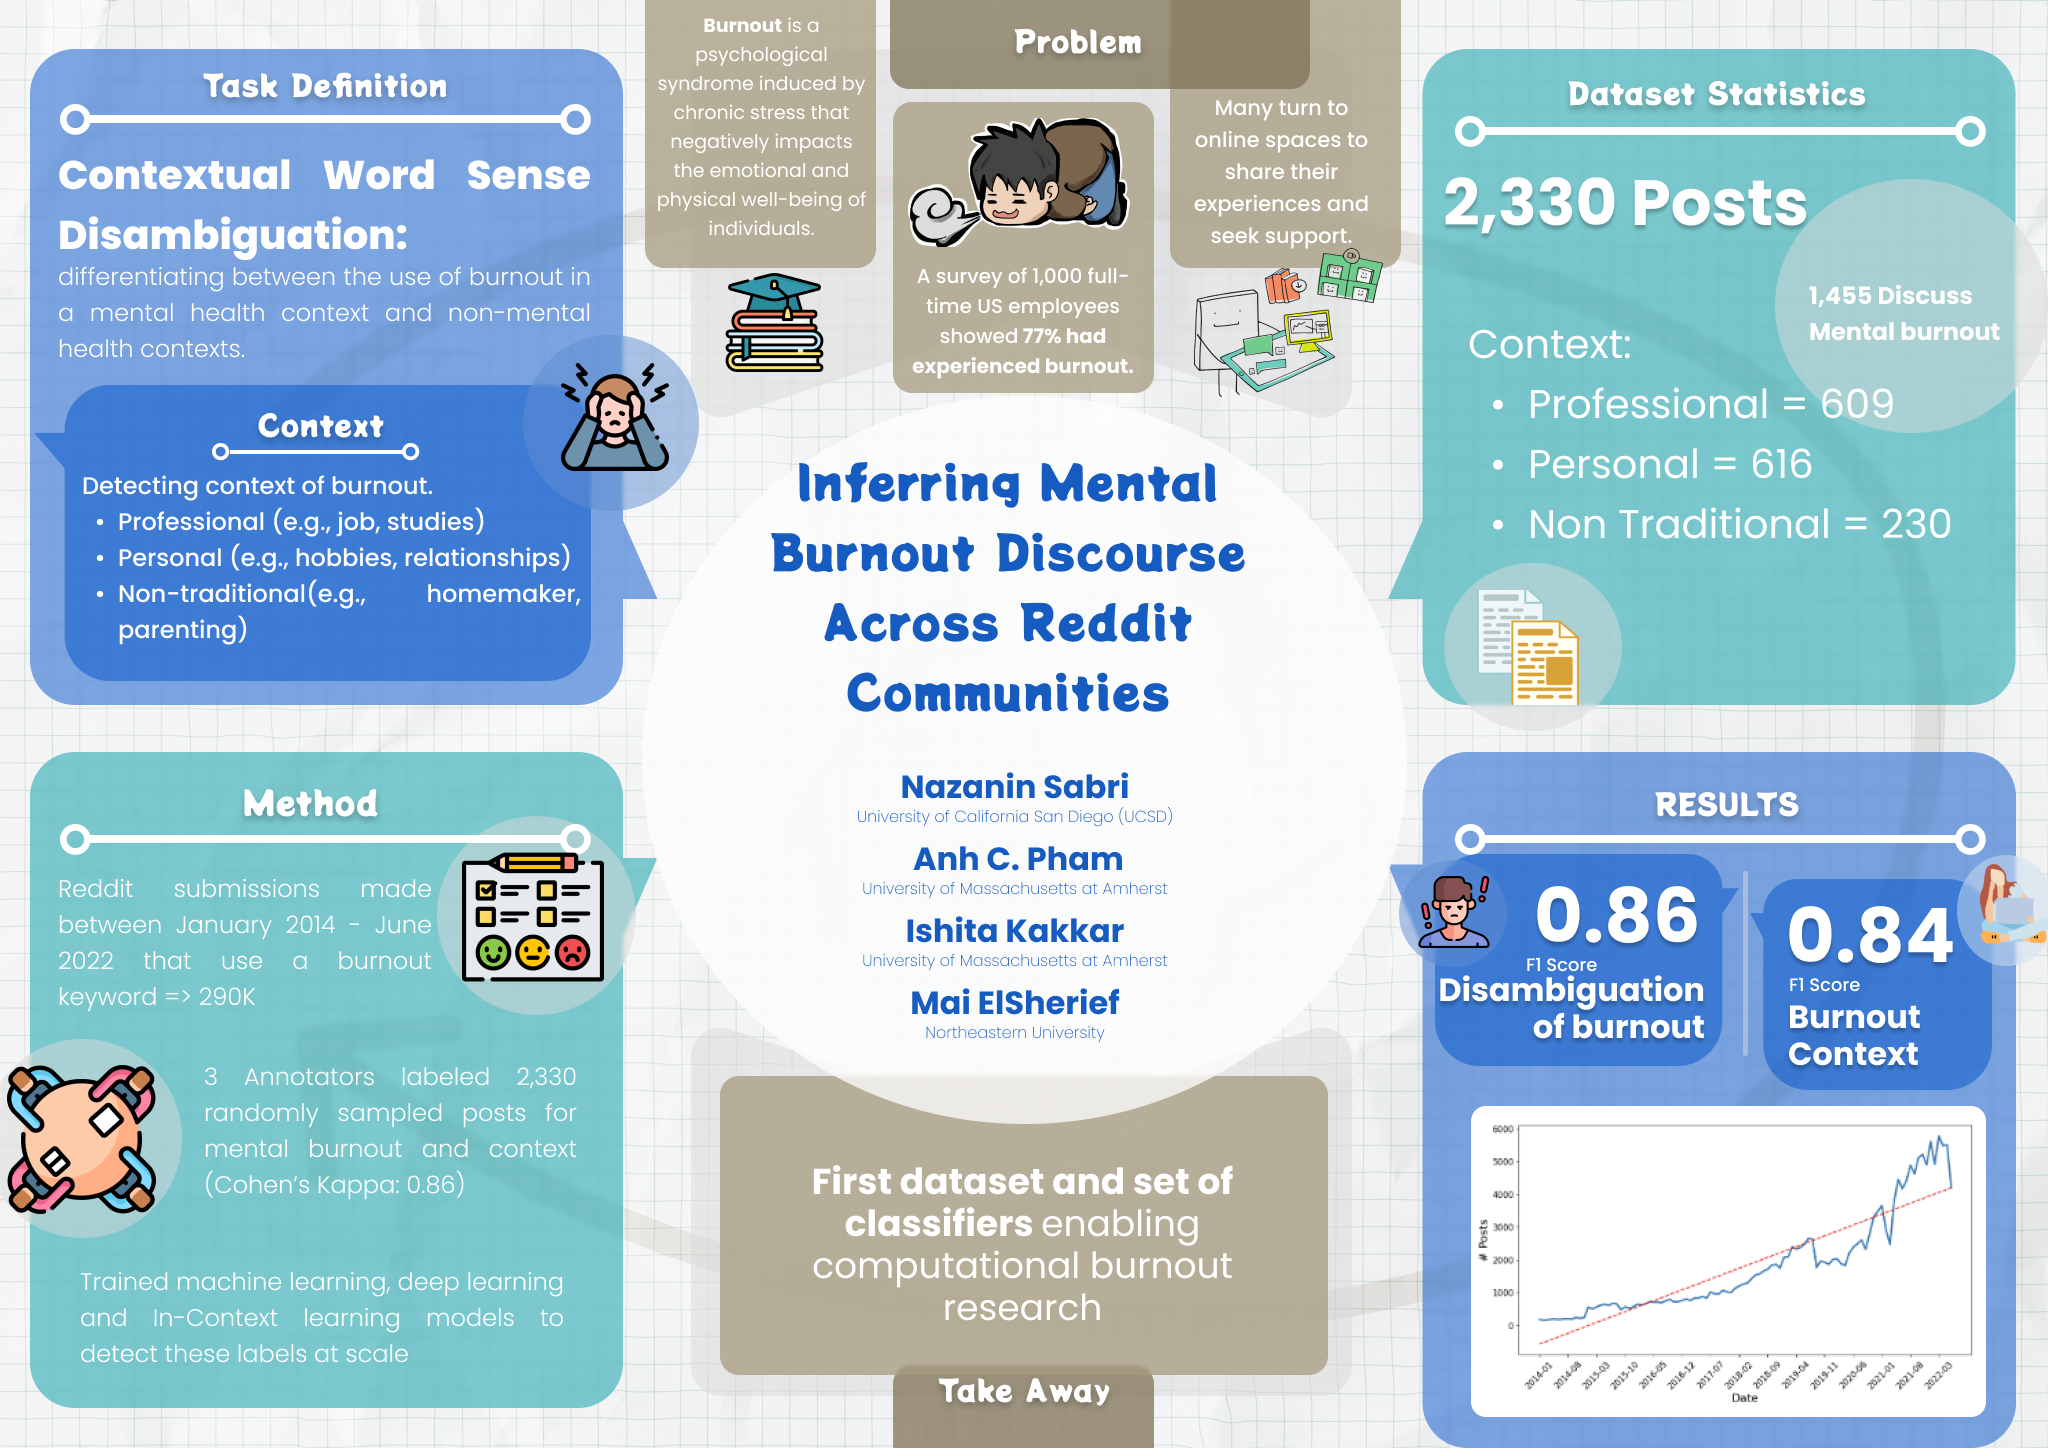 Burnout is a
psychological
syndrome induced by
chronic stress that
negatively impacts
the emotional and
physical well-being of
individuals.
Problem
A survey of 1,000 full-
time US employees
showed 77% had
experienced burnout.
Many turn to
online spaces to
share their
experiences and
seek support.
Task Definition
Contextual Word Sense
Disambiguation:
differentiating between the use of burnout in
a mental health context and non-mental
health contexts.
Context
Detecting context of burnout.
• Professional (e.g., job, studies)
• Personal (e.g., hobbies, relationships)
• Non-traditional(e.g., homemaker,
parenting)
Inferring Mental
Burnout Discourse
Across Reddit
Communities
Nazanin Sabri
University of California San Diego (UCSD)
Anh C. Pham
University of Massachusetts at Amherst
Ishita Kakkar
University of Massachusetts at Amherst
Mai ElSherief
Northeastern University
Dataset Statistics
2,330 Posts
1,455 Discuss
Mental burnout
Context:
• Professional = 609
• Personal = 616
• Non Traditional = 230
Method
Reddit submissions made
between January 2014 - June
2022 that use a burnout
keyword => 290K
3 Annotators labeled 2,330
randomly sampled posts for
mental burnout and context
(Cohen's Kappa: 0.86)
Trained machine learning, deep learning
and In-Context learning models to
detect these labels at scale
RESULTS
0.86
F1 Score
Disambiguation
of burnout
0.84
F1 Score
Burnout
Context
6000
5000
4000
3000
2000
1000
0
# Posts
2014-01 2014-08 2015-03 2015-10 2016-05 2016-12 2017-07 2018-02 2018-09 2019-04 2019-11 2020-06 2021-01 2021-08 2022-03
Date
First dataset and set of
classifiers enabling
computational burnout
research
Take Away